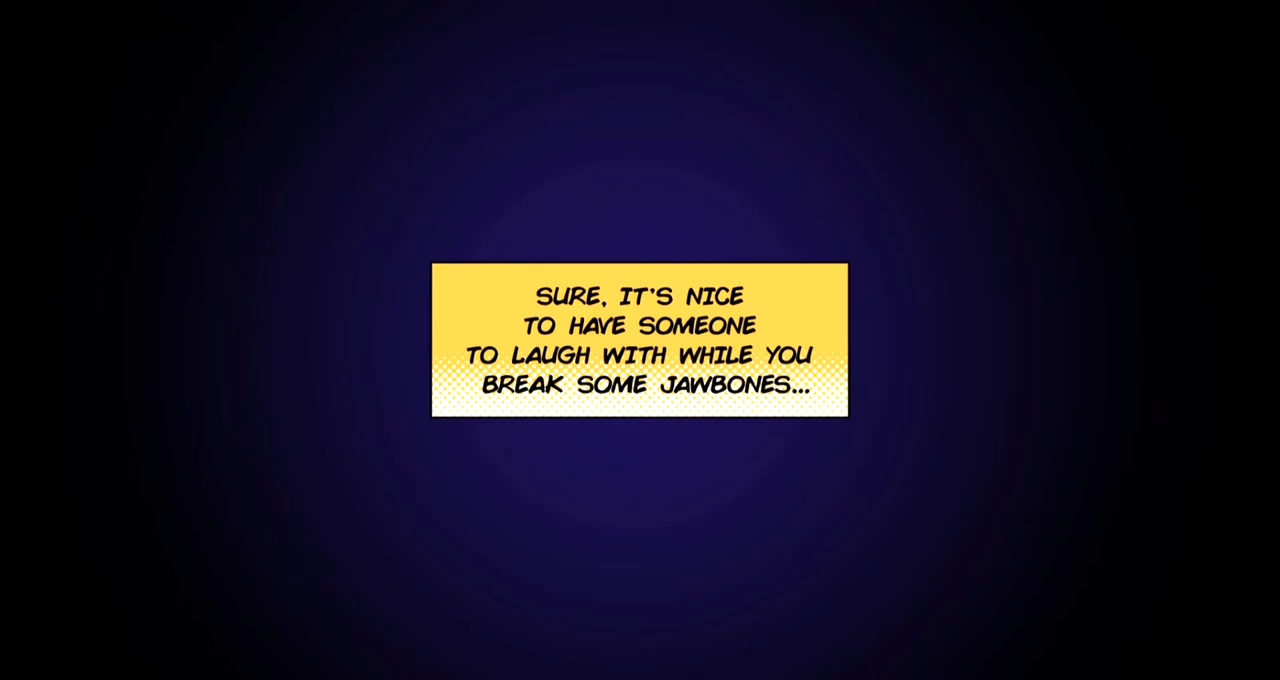 SURE, IT'S NICE
TO HAVE SOMEONE
TO LAUGH WITH WHILE YOU
BREAK SOME JAWBONES...